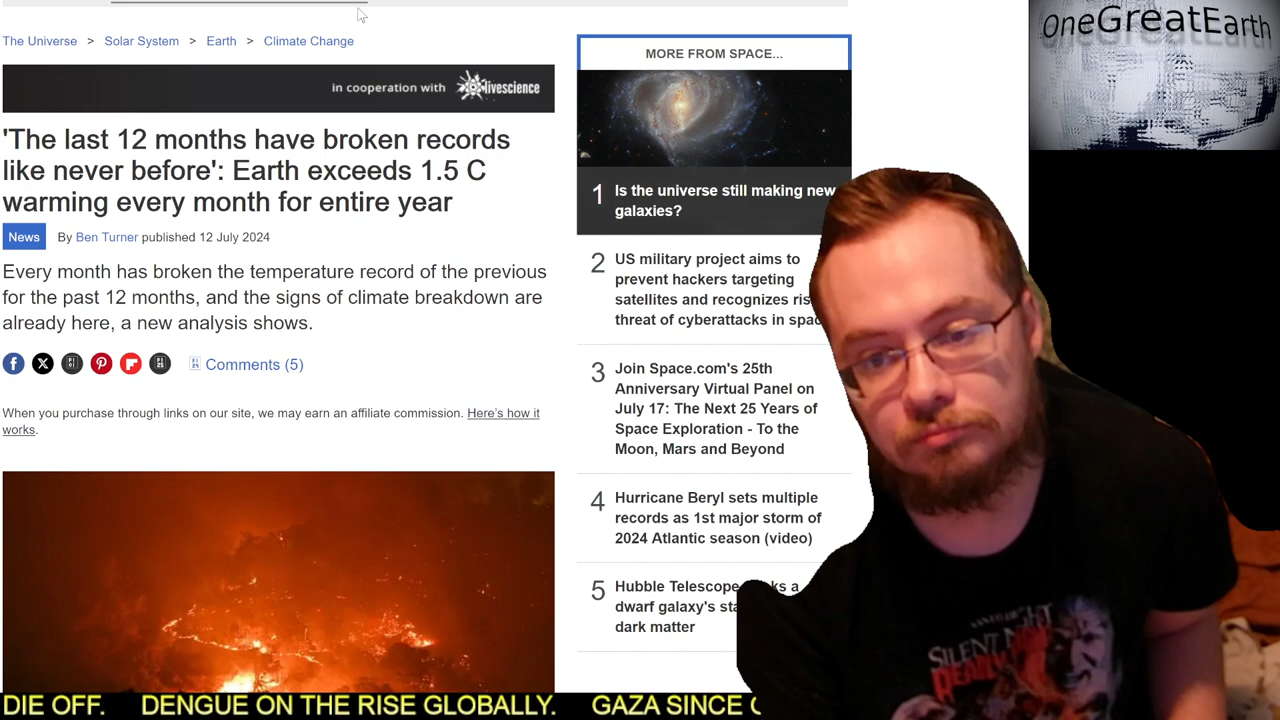 The Universe > Solar System > Earth > Climate Change
in cooperation with livescience
'The last 12 months have broken records
like never before': Earth exceeds 1.5 C
warming every month for entire year
News By Ben Turner published 12 July 2024
Every month has broken the temperature record of the previous
for the past 12 months, and the signs of climate breakdown are
already here, a new analysis shows.
Comments (5)
When you purchase through links on our site, we may earn an affiliate commission. Here's how it
works.
MORE FROM SPACE...
1 Is the universe still making new
galaxies?
2 US military project aims to
prevent hackers targeting
satellites and recognizes
threat of cyberattacks in
3 Join Space.com's 25th
Anniversary Virtual Panel on
July 17: The Next 25 Years of
Space Exploration - To the
Moon, Mars and Beyond
4 Hurricane Beryl sets multiple
records as 1st major storm of
2024 Atlantic season (video)
5 Hubble Telescope a
dwarf galaxy's
dark matter
OneGreatEarth
SILENT NIGHT
DEADLY
DIE OFF. DENGUE ON THE RISE GLOBALLY. GAZA SINCE